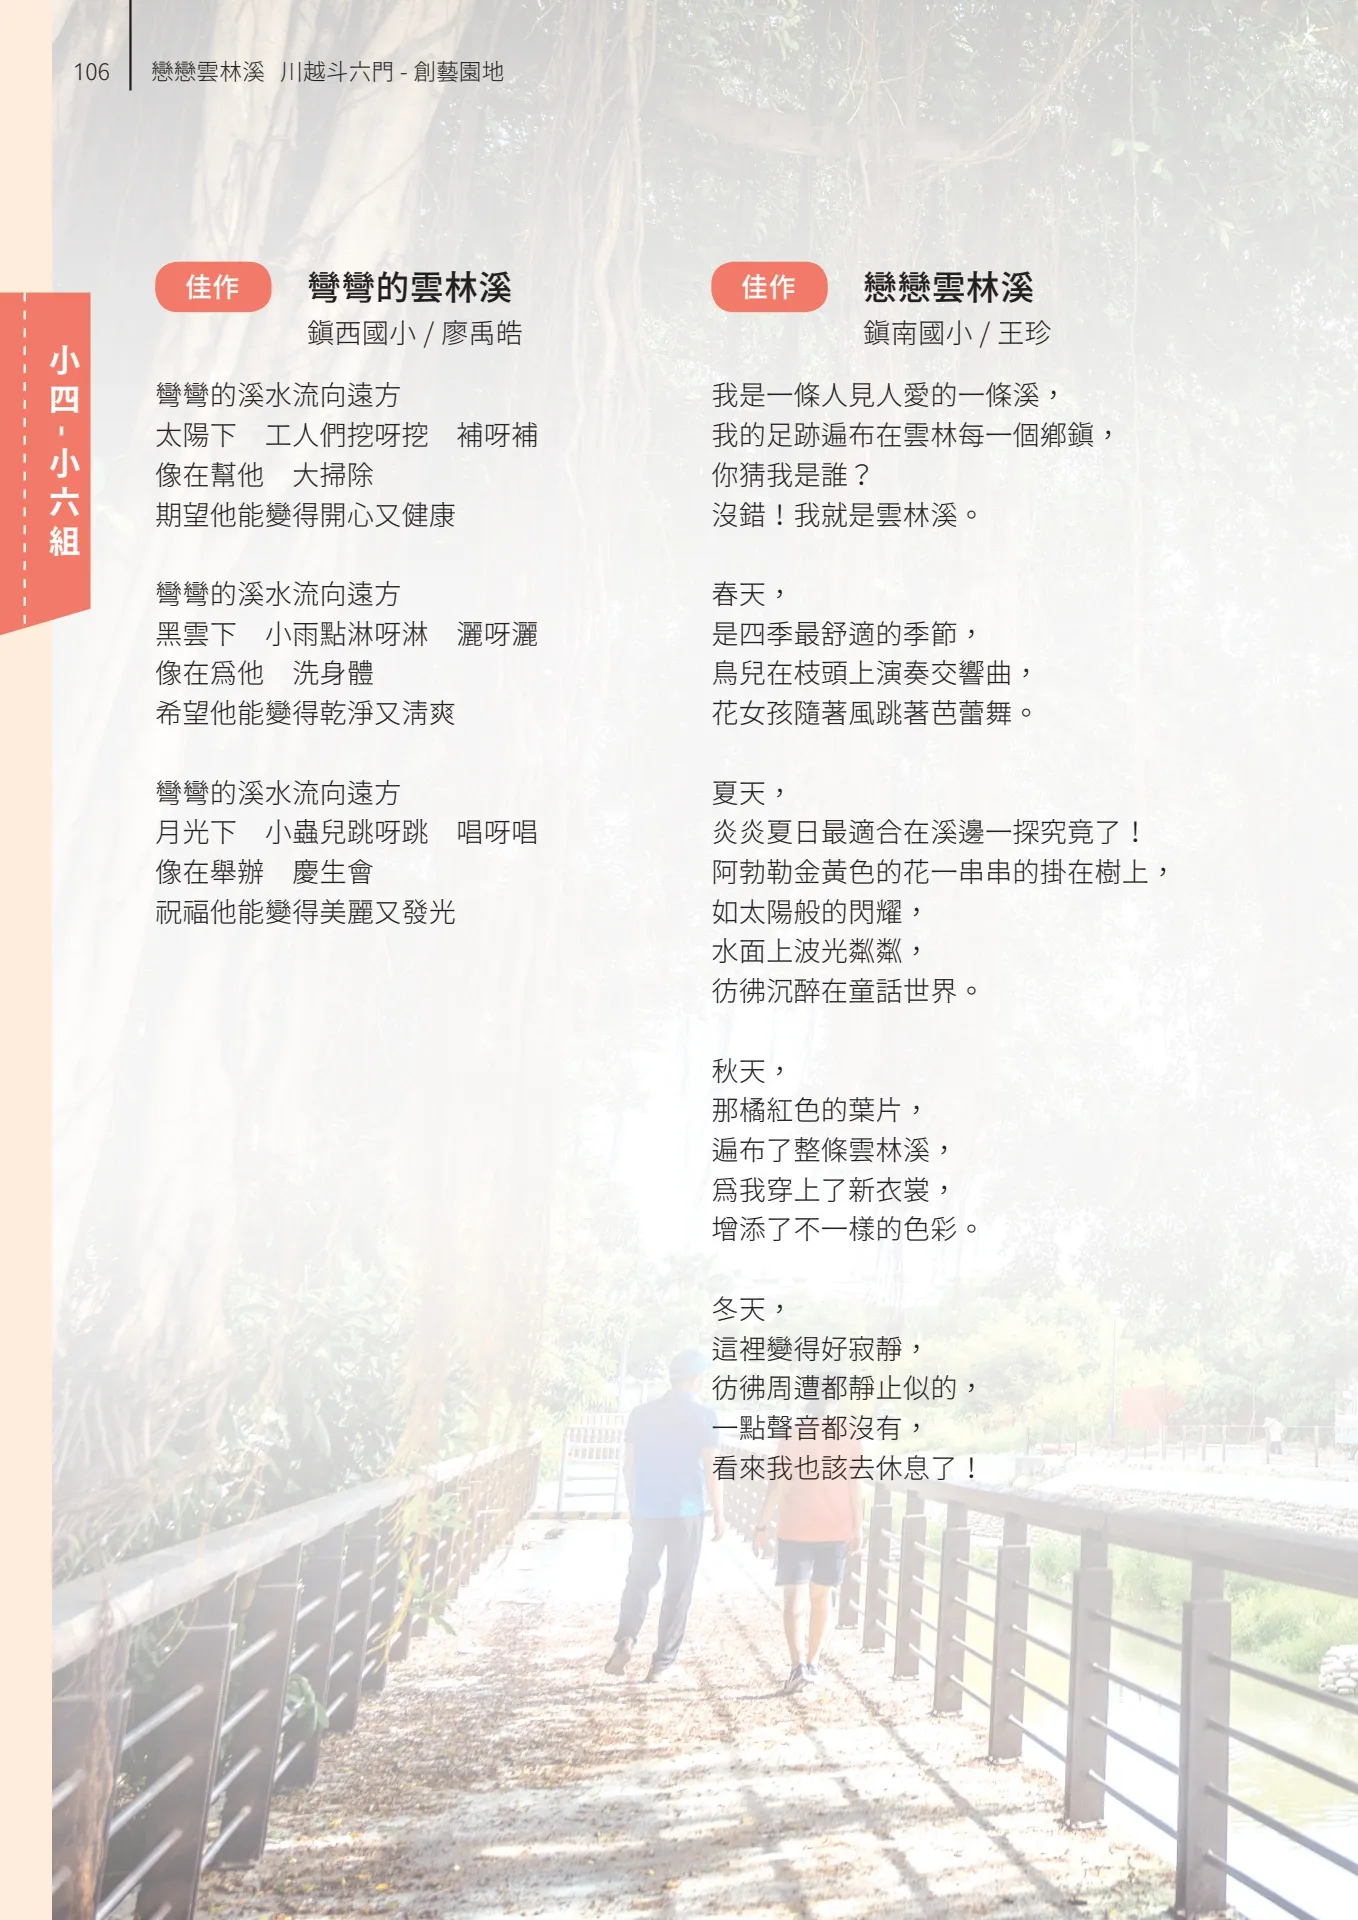 106
戀戀雲林溪 川越斗六門 - 創藝園地
小四-小六組
佳作
彎彎的雲林溪
鎭西國小 / 廖禹皓
彎彎的溪水流向遠方
太陽下　工人們挖呀挖　補呀補
像在幫他　大掃除
期望他能變得開心又健康
彎彎的溪水流向遠方
黑雲下　小雨點淋呀淋　灑呀灑
像在爲他　洗身體
希望他能變得乾淨又淸爽
彎彎的溪水流向遠方
月光下　小蟲兒跳呀跳　唱呀唱
像在舉辦　慶生會
祝福他能變得美麗又發光
佳作
戀戀雲林溪
鎭南國小 / 王珍
我是一條人見人愛的一條溪，
我的足跡遍布在雲林每一個鄕鎭，
你猜我是誰？
沒錯！我就是雲林溪。
春天，
是四季最舒適的季節，
鳥兒在枝頭上演奏交響曲，
花女孩隨著風跳著芭蕾舞。
夏天，
炎炎夏日最適合在溪邊一探究竟了！
阿勃勒金黃色的花一串串的掛在樹上，
如太陽般的閃耀，
水面上波光粼粼，
彷彿沉醉在童話世界。
秋天，
那橘紅色的葉片，
遍布了整條雲林溪，
爲我穿上了新衣裳，
增添了不一樣的色彩。
冬天，
這裡變得好寂靜，
彷彿周遭都靜止似的，
一點聲音都沒有，
看來我也該去休息了！